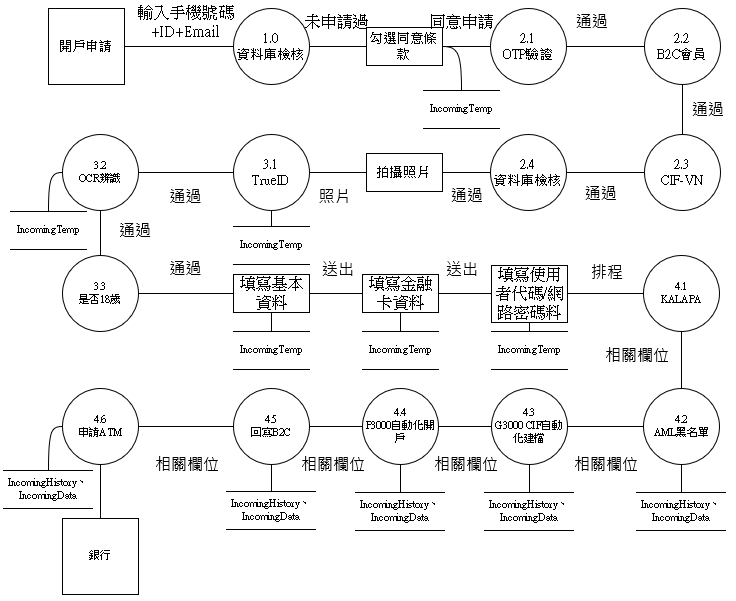 開戶申請
輸入手機號碼
+ID+Email
1.0
資料庫檢核
未申請過
勾選同意條
款
同意申請
IncomingTemp
2.1
OTP驗證
通過
2.2
B2C會員
通過
3.2
OCR辨識
通過
3.1
TrueID
照片
拍攝照片
通過
2.4
資料庫檢核
通過
2.3
CIF-VN
IncomingTemp
通過
IncomingTemp
3.3
是否18歲
通過
填寫基本
資料
送出
填寫金融
卡資料
送出
填寫使用
者代碼/網
路密碼料
排程
4.1
KALAPA
IncomingTemp
IncomingTemp
IncomingTemp
相關欄位
4.6
申請ATM
相關欄位
4.5
回寫B2C
相關欄位
4.4
P3000自動化開
戶
相關欄位
4.3
G3000 CIF自動
化建檔
相關欄位
4.2
AML黑名單
IncomingHistory、
IncomingData
IncomingHistory、
IncomingData
IncomingHistory、
IncomingData
IncomingHistory、
IncomingData
IncomingHistory、
IncomingData
銀行